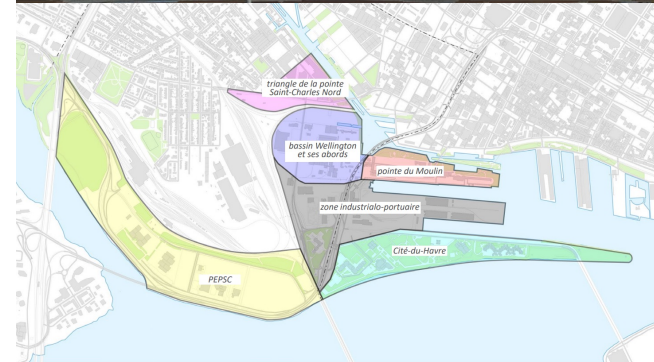 triangle de la pointe
Saint-Charles Nord
bassin Wellington
et ses abords
pointe du Moulin
zone industrialo-portuaire
Cité-du-Havre
PEPSC